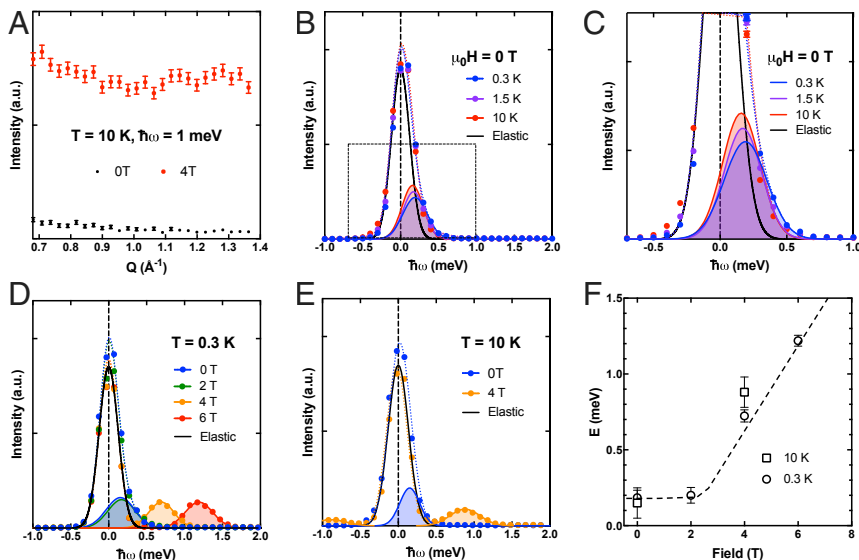 A
Intensity (a.u.)
T = 10 K, ħω = 1 meV
0T
4T
0.7 0.8 0.9 1.0 1.1 1.2 1.3 1.4
Q (Å⁻¹)
B
Intensity (a.u.)
μ₀H = 0 T
0.3 K
1.5 K
10 K
Elastic
-1.0 -0.5 0.0 0.5 1.0 1.5 2.0
ħω (meV)
C
Intensity (a.u.)
μ₀H = 0 T
0.3 K
1.5 K
10 K
Elastic
-0.5 0.0 0.5 1.0
ħω (meV)
D
Intensity (a.u.)
T = 0.3 K
0 T
2 T
4 T
6 T
Elastic
-1.0 -0.5 0.0 0.5 1.0 1.5 2.0
ħω (meV)
E
Intensity (a.u.)
T = 10 K
0T
4T
Elastic
-1.0 -0.5 0.0 0.5 1.0 1.5 2.0
ħω (meV)
F
E (meV)
1.5
1.0
0.5
0.0
10 K
0.3 K
0 2 4 6 8
Field (T)